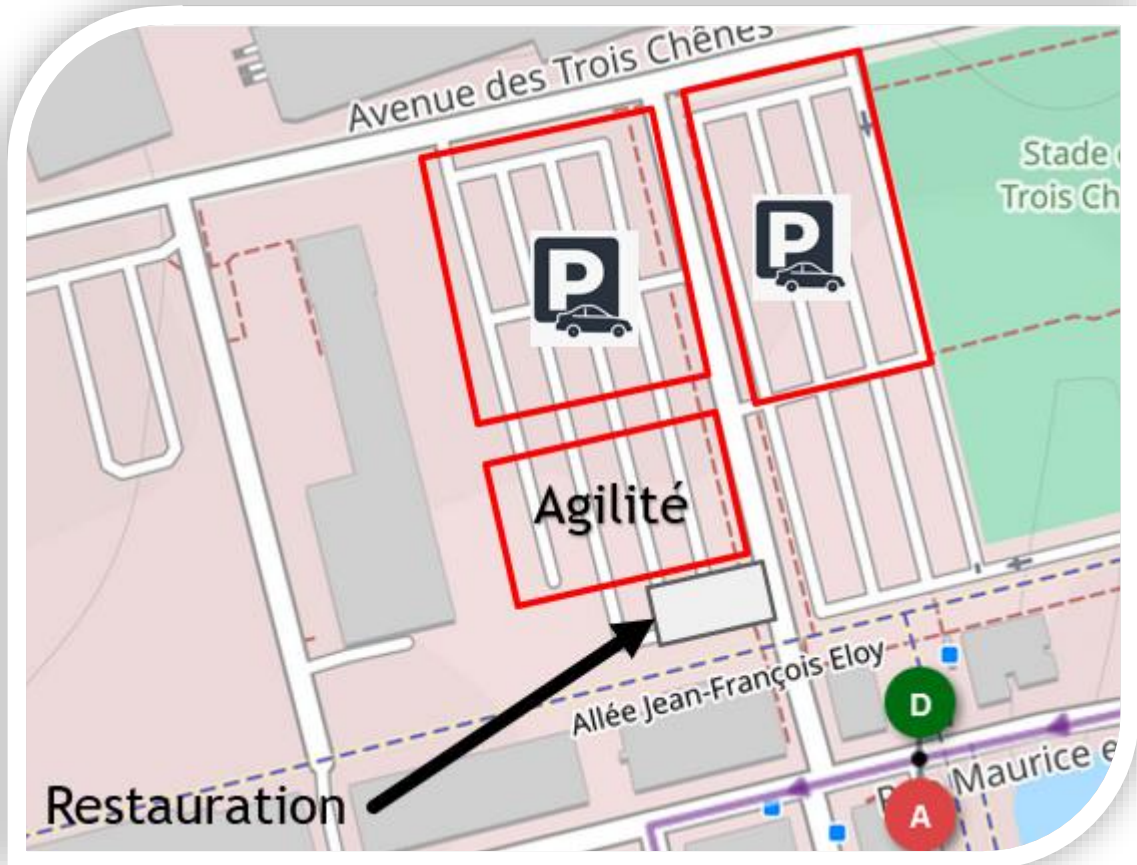 Avenue des Trois Chênes
Stade
Trois Ch
P
P
Agilité
Allée Jean-François Eloy
D
Maurice e
A
Restauration